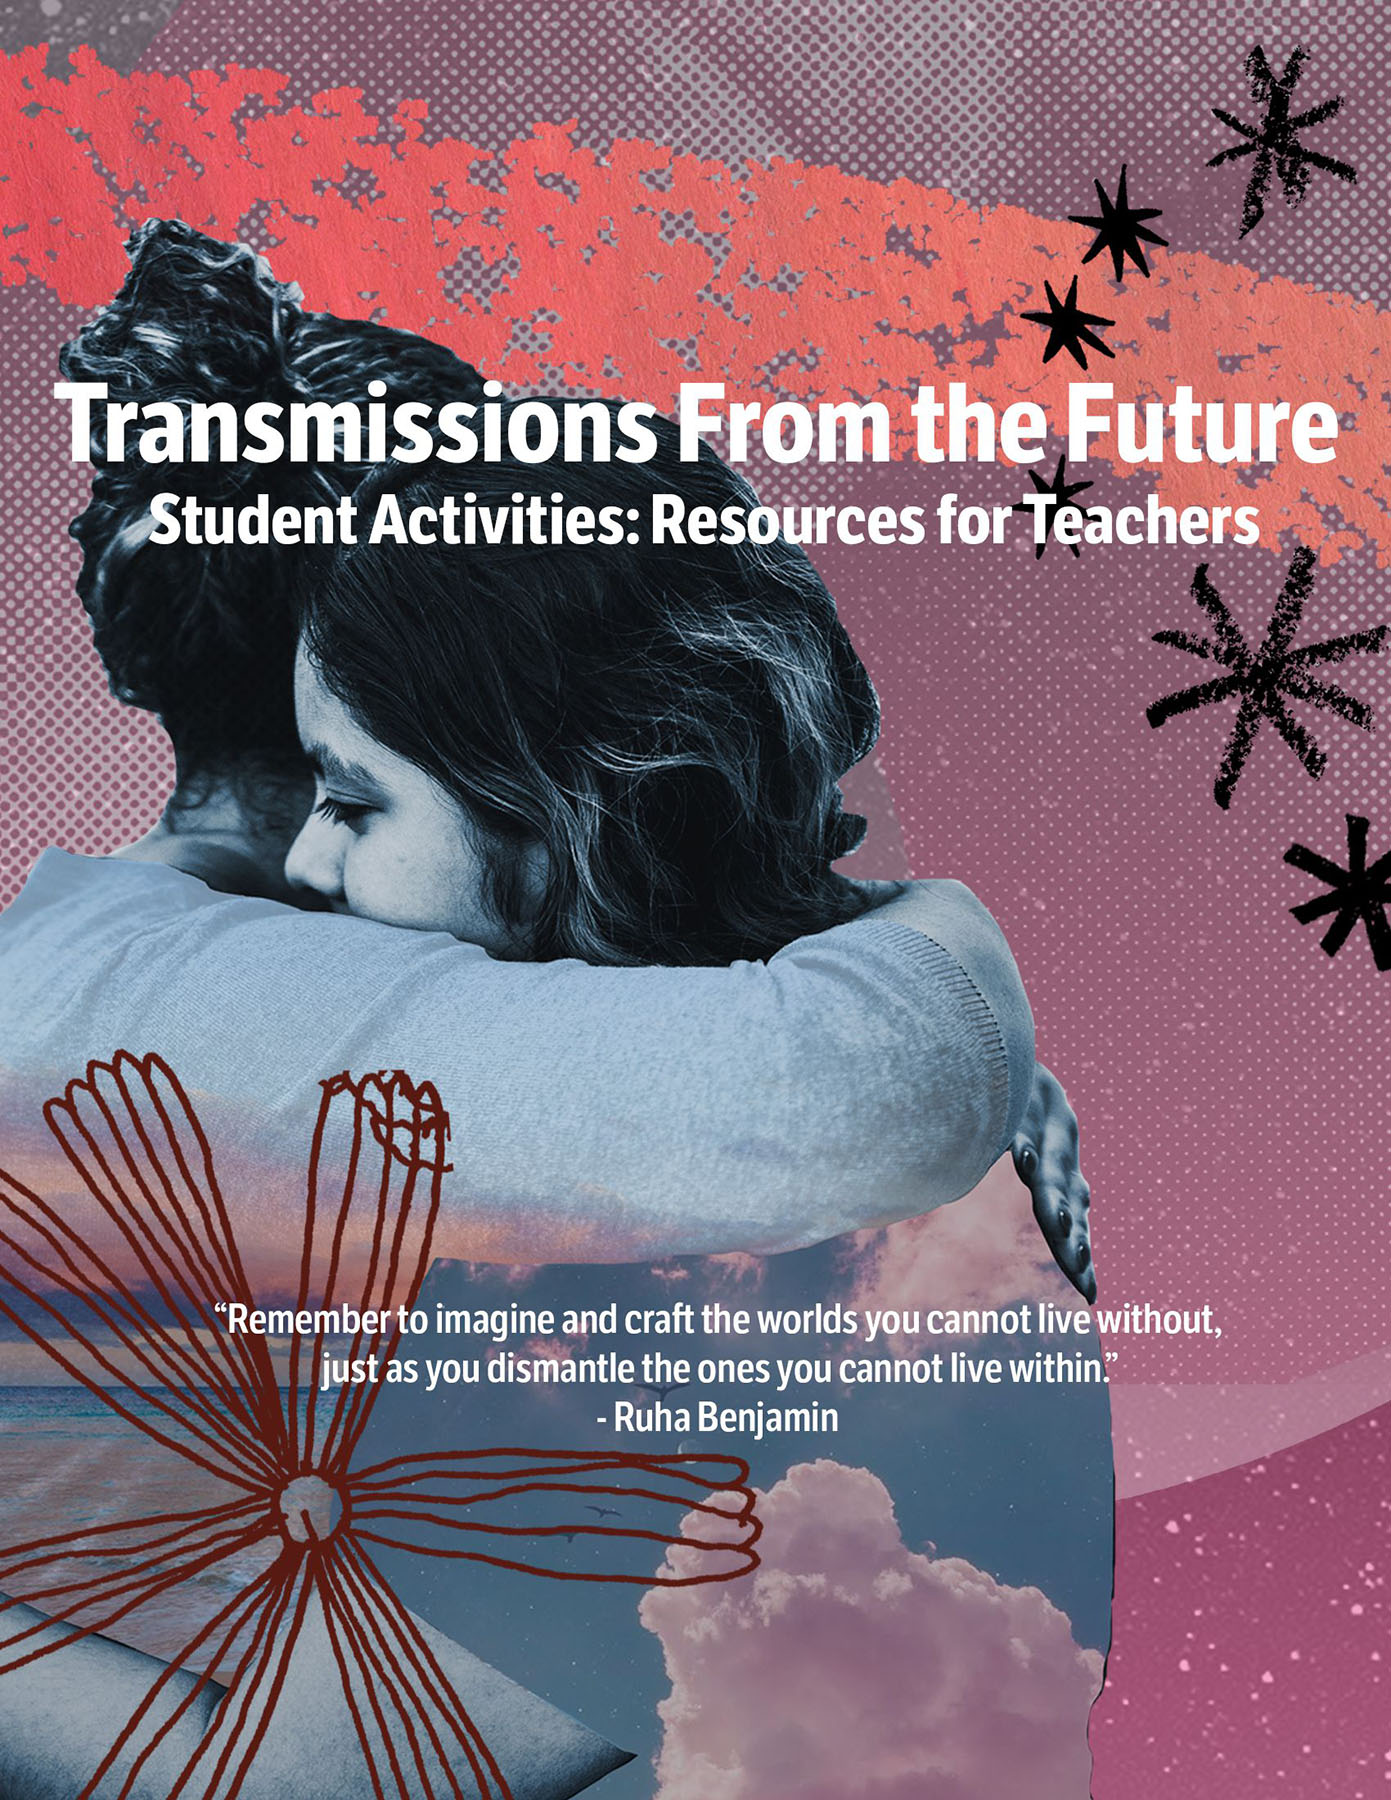 Transmissions From the Future
Student Activities: Resources for Teachers
“Remember to imagine and craft the worlds you cannot live without,
just as you dismantle the ones you cannot live within.”
- Ruha Benjamin